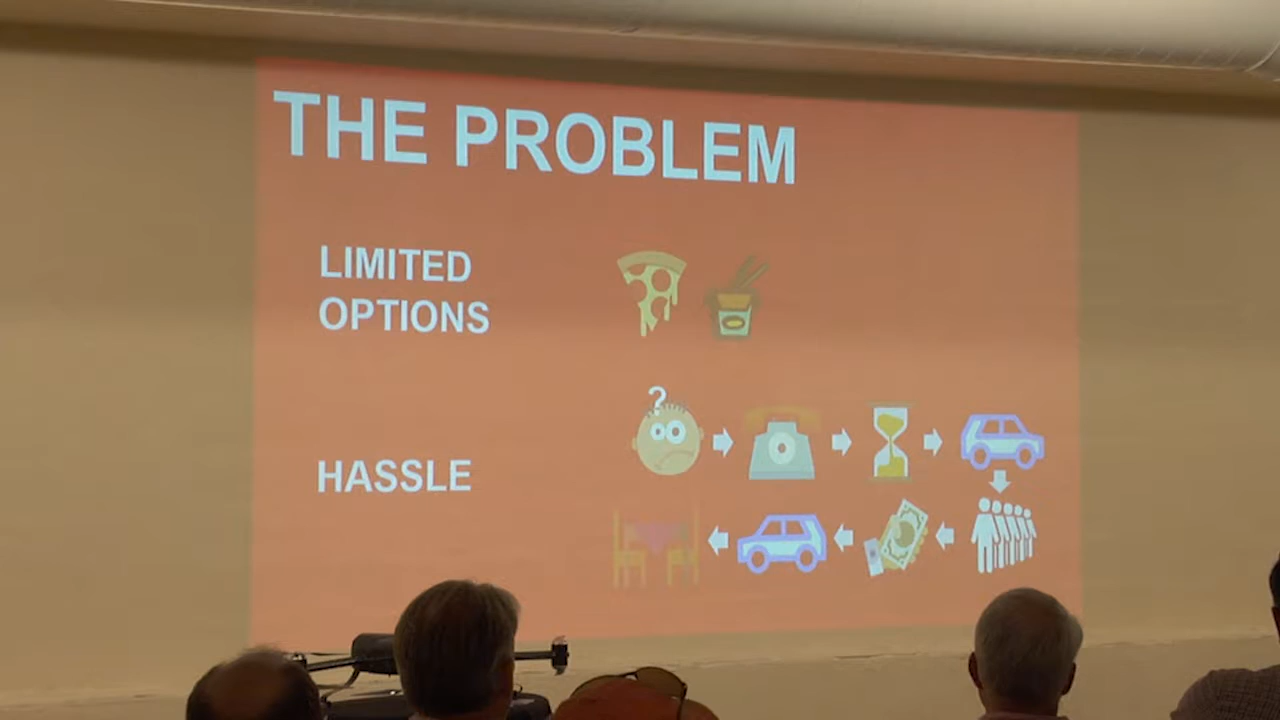 THE PROBLEM
LIMITED
OPTIONS
?
HASSLE